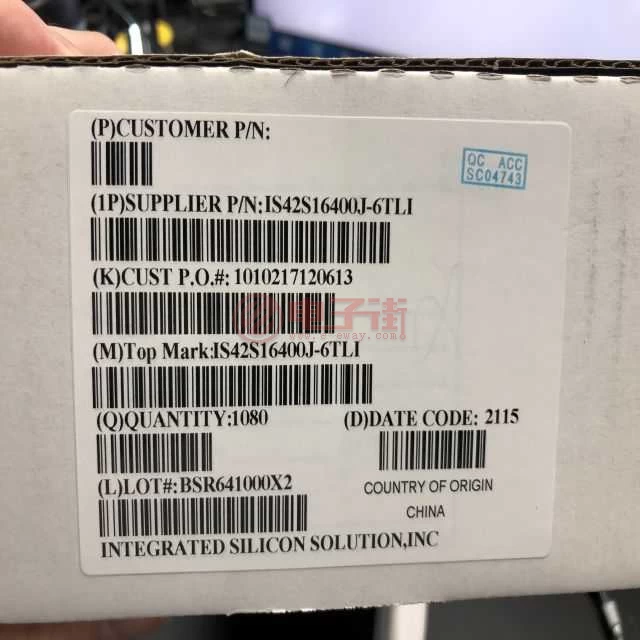 (P)CUSTOMER P/N:
QC ACC
SC04743
(1P)SUPPLIER P/N:IS42S16400J-6TLI
(K)CUST P.O.#: 1010217120613
电子街
(M)Top Mark:IS42S16400J-6TLI
(Q)QUANTITY:1080
(D)DATE CODE: 2115
(L)LOT#:BSR641000X2
COUNTRY OF ORIGIN
CHINA
INTEGRATED SILICON SOLUTION,INC